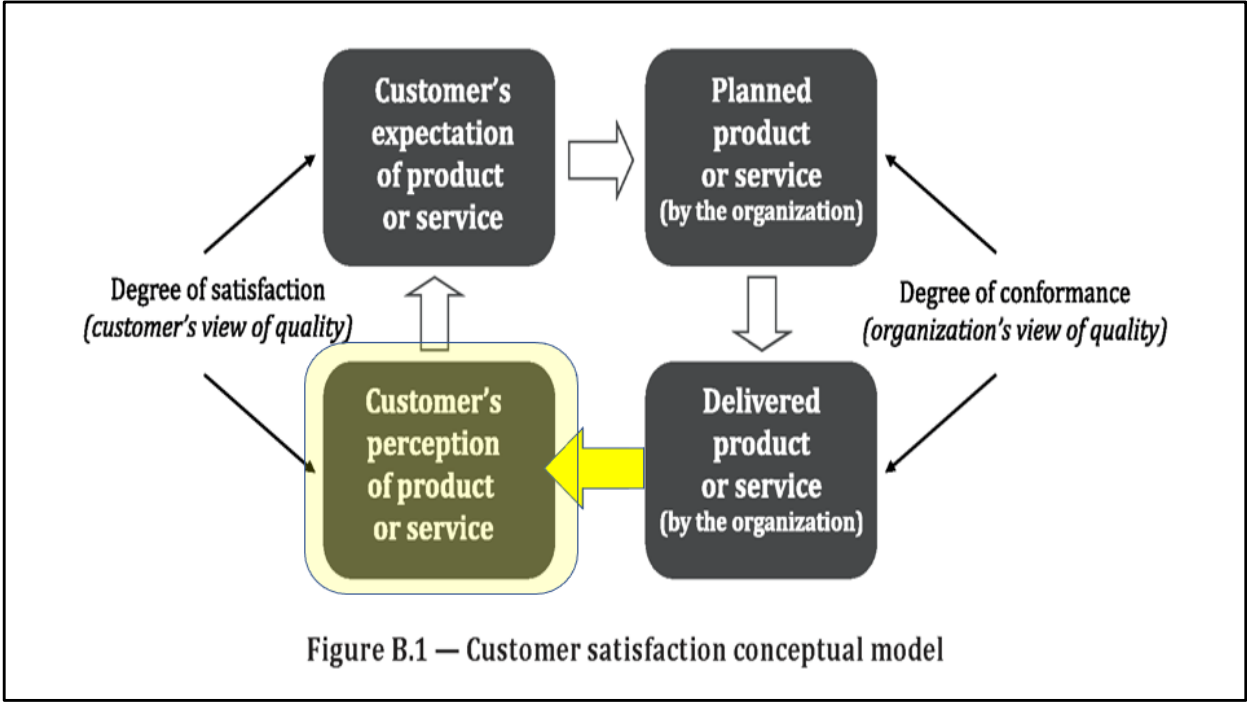 Customer’s
expectation
of product
or service
Planned
product
or service
(by the organization)
Degree of satisfaction
(customer’s view of quality)
Degree of conformance
(organization’s view of quality)
Customer’s
perception
of product
or service
Delivered
product
or service
(by the organization)
Figure B.1 — Customer satisfaction conceptual model